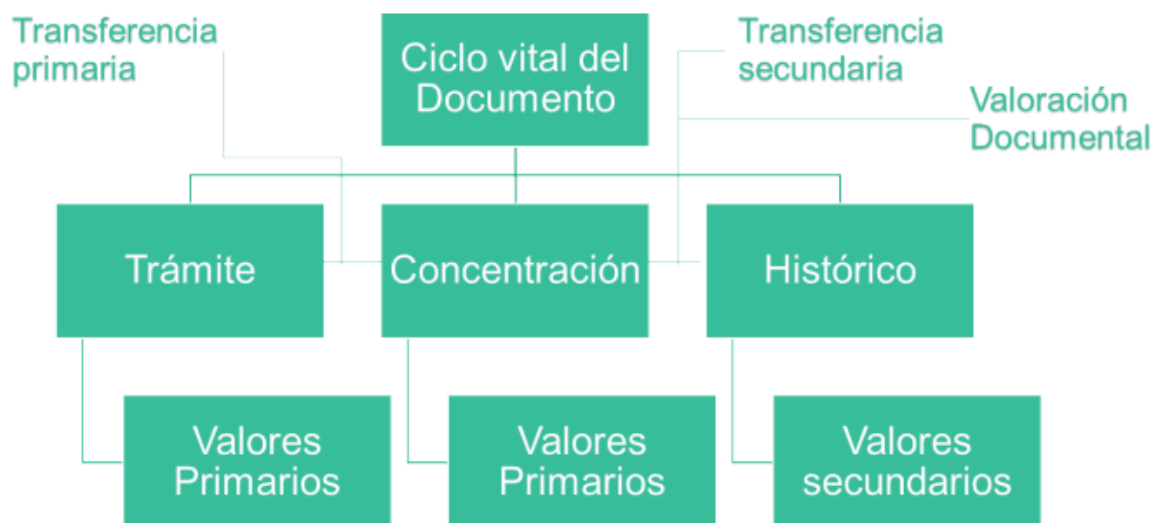 Transferencia
primaria
Ciclo vital del
Documento
Transferencia
secundaria
Valoración
Documental
Trámite
Concentración
Histórico
Valores
Primarios
Valores
Primarios
Valores
secundarios